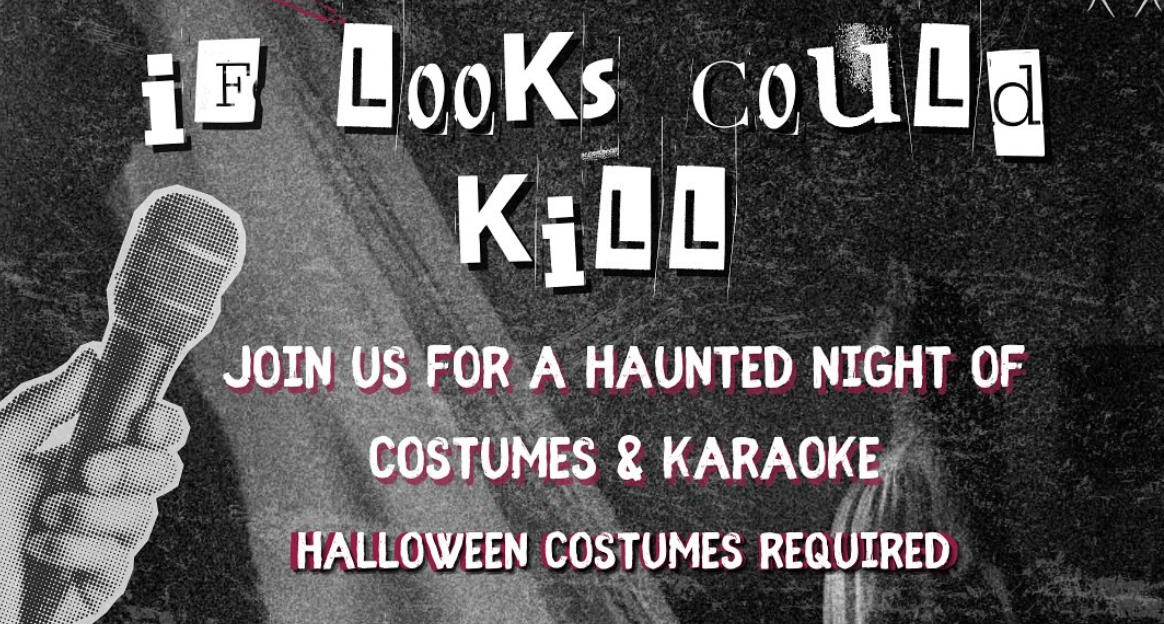 iF LooKs CouLd
KiLL
JOIN US FOR A HAUNTED NIGHT OF
COSTUMES & KARAOKE
HALLOWEEN COSTUMES REQUIRED